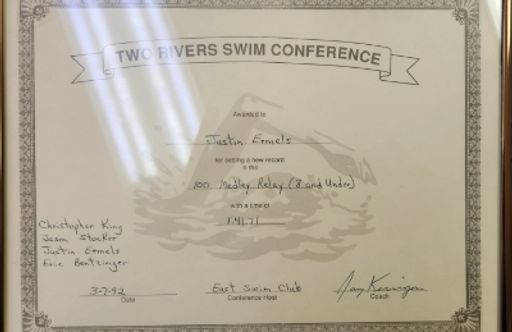 TWO RIVERS SWIM CONFERENCE
Awarded to
Justin Ermels
for setting a new record
in the
100 Medley Relay (8 and Under)
with a time of
1:41.71
Christopher King
Jason Stocker
Justin Ermels
Eric Bentzinger
3-7-92
Date
East Swim Club
Conference Host
Coach